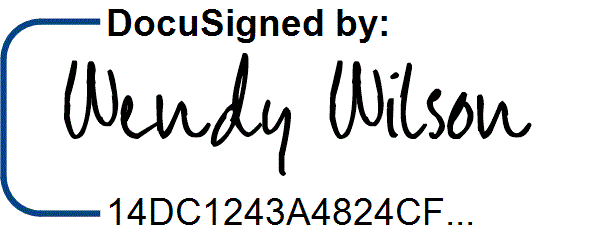 DocuSigned by:
Wendy Wilson
14DC1243A4824CF...